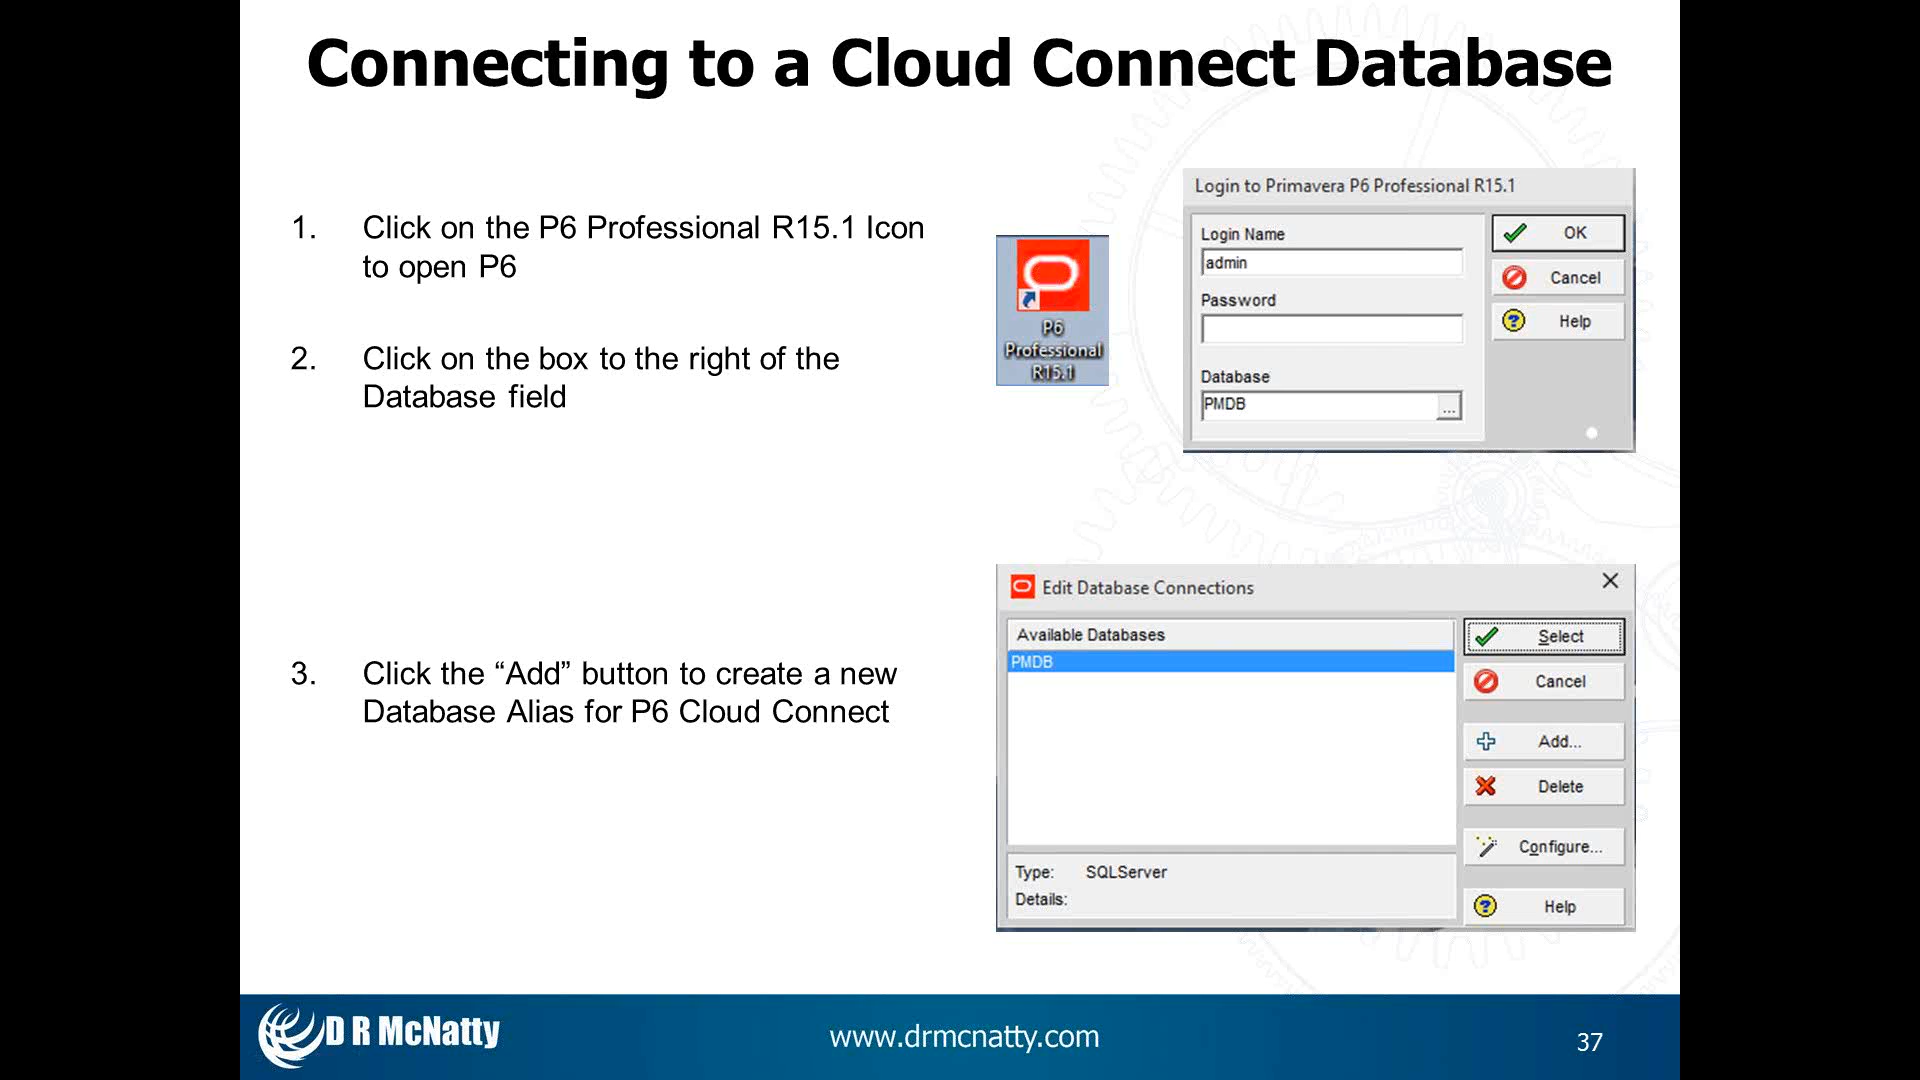 Connecting to a Cloud Connect Database
1. Click on the P6 Professional R15.1 Icon
to open P6
2. Click on the box to the right of the
Database field
P6
Professional
R15.1
Login to Primavera P6 Professional R15.1
Login Name
admin
Password
Database
PMDB
...
OK
Cancel
Help
3. Click the “Add” button to create a new
Database Alias for P6 Cloud Connect
Edit Database Connections
Available Databases
PMDB
Type: SQLServer
Details:
Select
Cancel
Add...
Delete
Configure...
Help
D R McNatty
www.drmcnatty.com
37